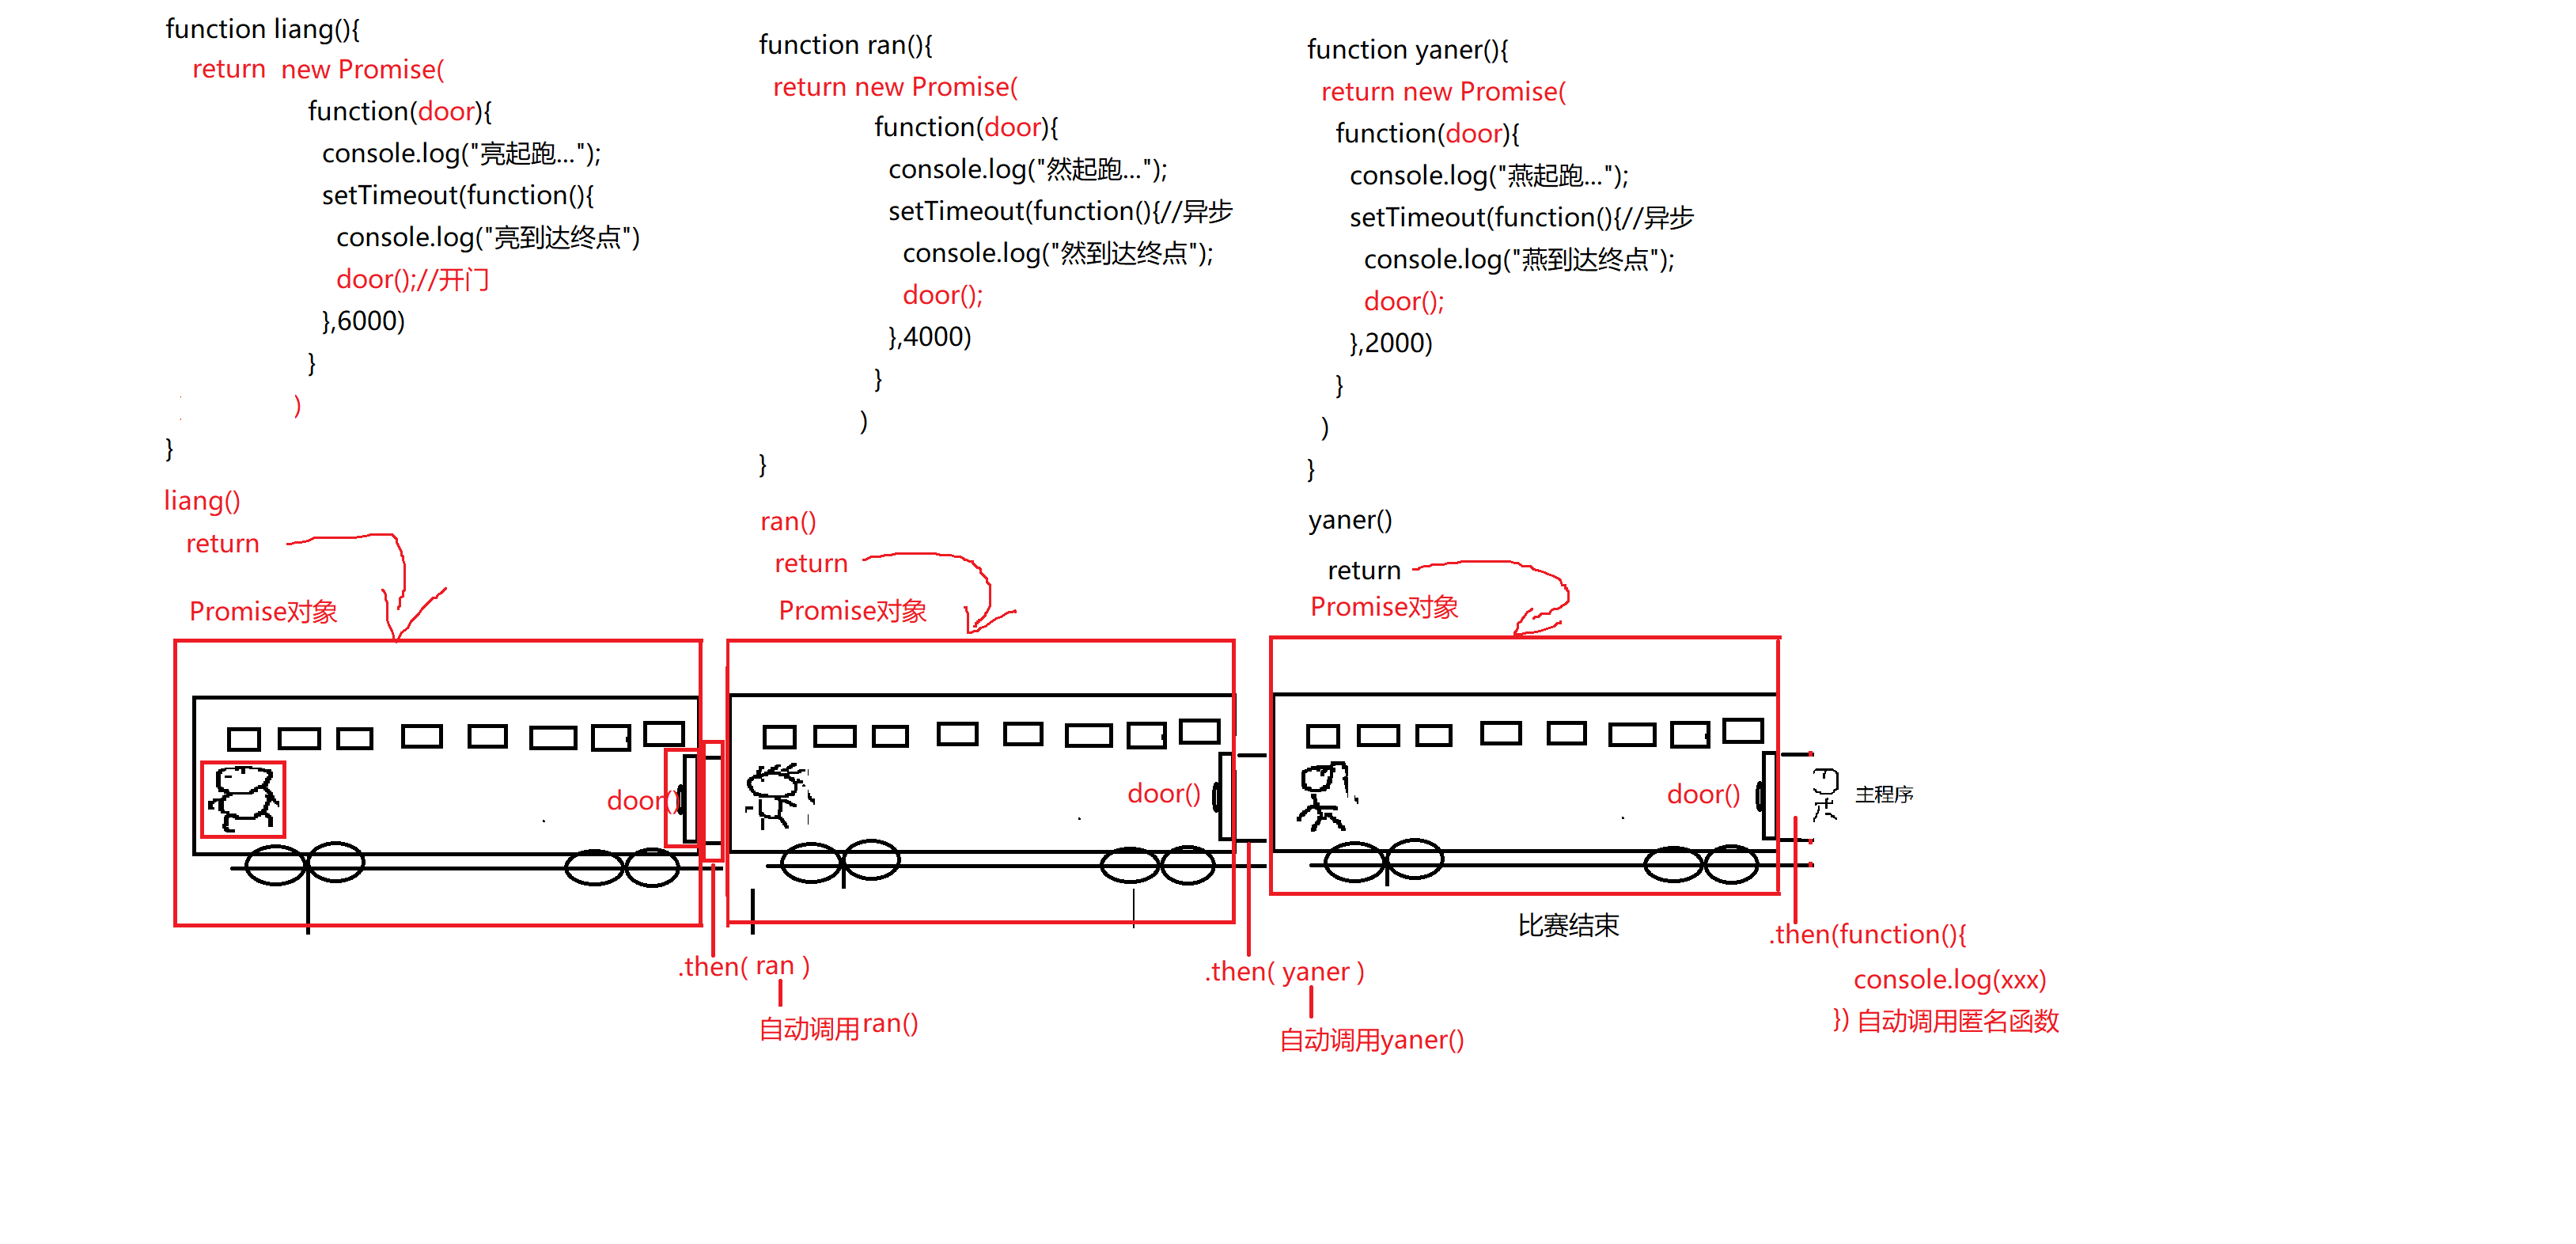 function liang(){
return new Promise(
function(door){
console.log("亮起跑...");
setTimeout(function(){
console.log("亮到达终点")
door();//开门
},6000)
}
)
}
liang()
return
Promise对象
function ran(){
return new Promise(
function(door){
console.log("然起跑...");
setTimeout(function(){//异步
console.log("然到达终点");
door();
},4000)
}
)
}
ran()
return
Promise对象
function yaner(){
return new Promise(
function(door){
console.log("燕起跑...");
setTimeout(function(){//异步
console.log("燕到达终点");
door();
},2000)
}
)
}
yaner()
return
Promise对象
door()
door()
door()
主程序
.then( ran )
自动调用ran()
.then( yaner )
自动调用yaner()
比赛结束
.then(function(){
console.log(xxx)
}) 自动调用匿名函数